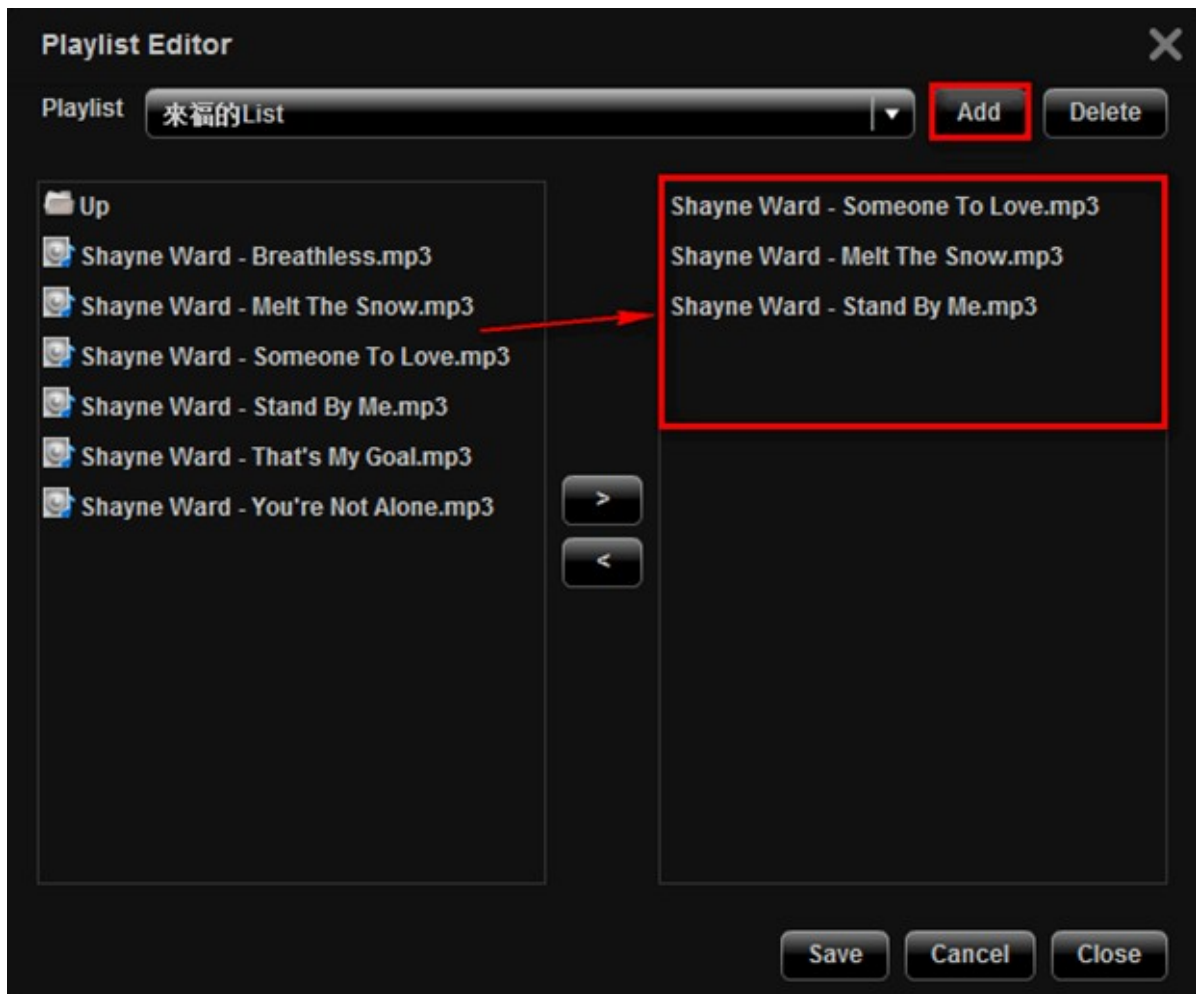 Playlist Editor
Playlist 來福的List Add Delete
Up
Shayne Ward - Breathless.mp3
Shayne Ward - Melt The Snow.mp3
Shayne Ward - Someone To Love.mp3
Shayne Ward - Stand By Me.mp3
Shayne Ward - That's My Goal.mp3
Shayne Ward - You're Not Alone.mp3
>
<
Shayne Ward - Someone To Love.mp3
Shayne Ward - Melt The Snow.mp3
Shayne Ward - Stand By Me.mp3
Save Cancel Close